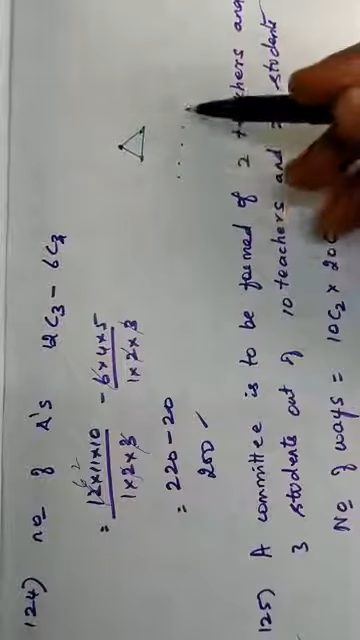 124) no of Δ's 12C₃ - 6C₃
= 12×11×10 / 1×2×3 - 6×4×5 / 1×2×3
= 220 - 20
200 ✓
125) A committee is to be formed of 2 teachers and
3 students out of 10 teachers and students
No of ways = 10C₂ × 20C